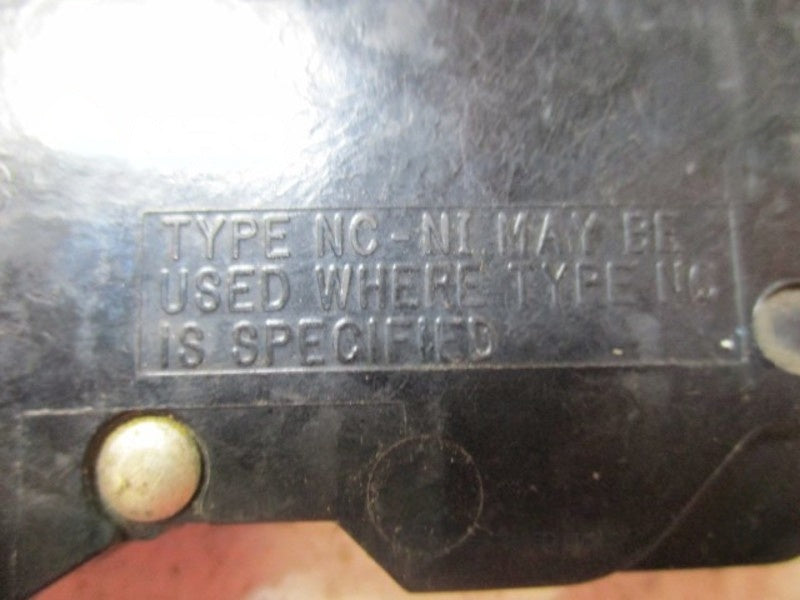 TYPE NC-NI MAY BE
USED WHERE TYPE NC
IS SPECIFIED